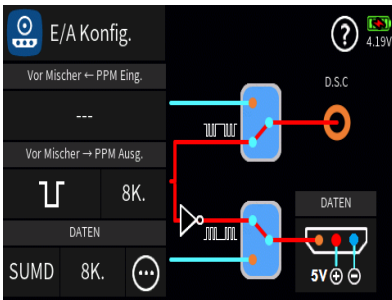 E/A Konfig.
?
4.19V
Vor Mischer ← PPM Eing.
---
D.S.C
Vor Mischer → PPM Ausg.
8K.
DATEN
SUMD
8K.
DATEN
5V